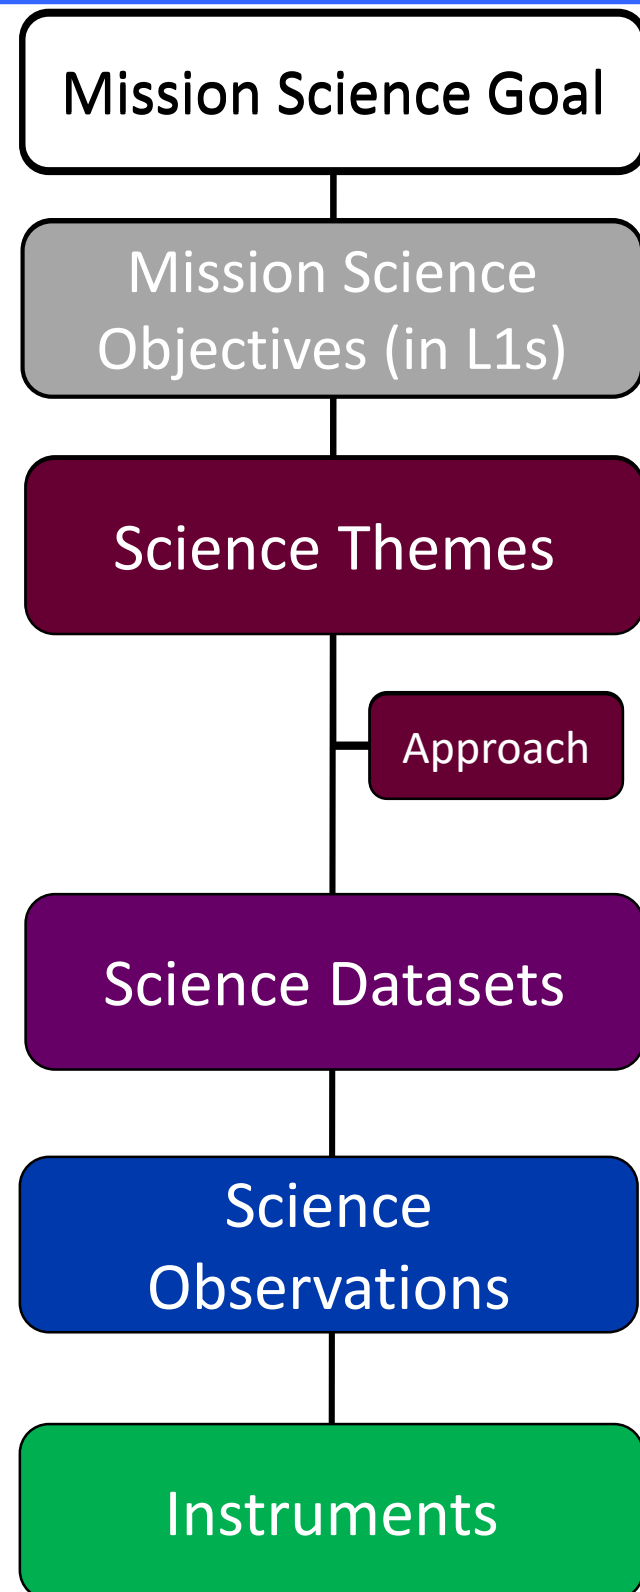 Mission Science Goal
Mission Science
Objectives (in L1s)
Science Themes
Approach
Science Datasets
Science
Observations
Instruments